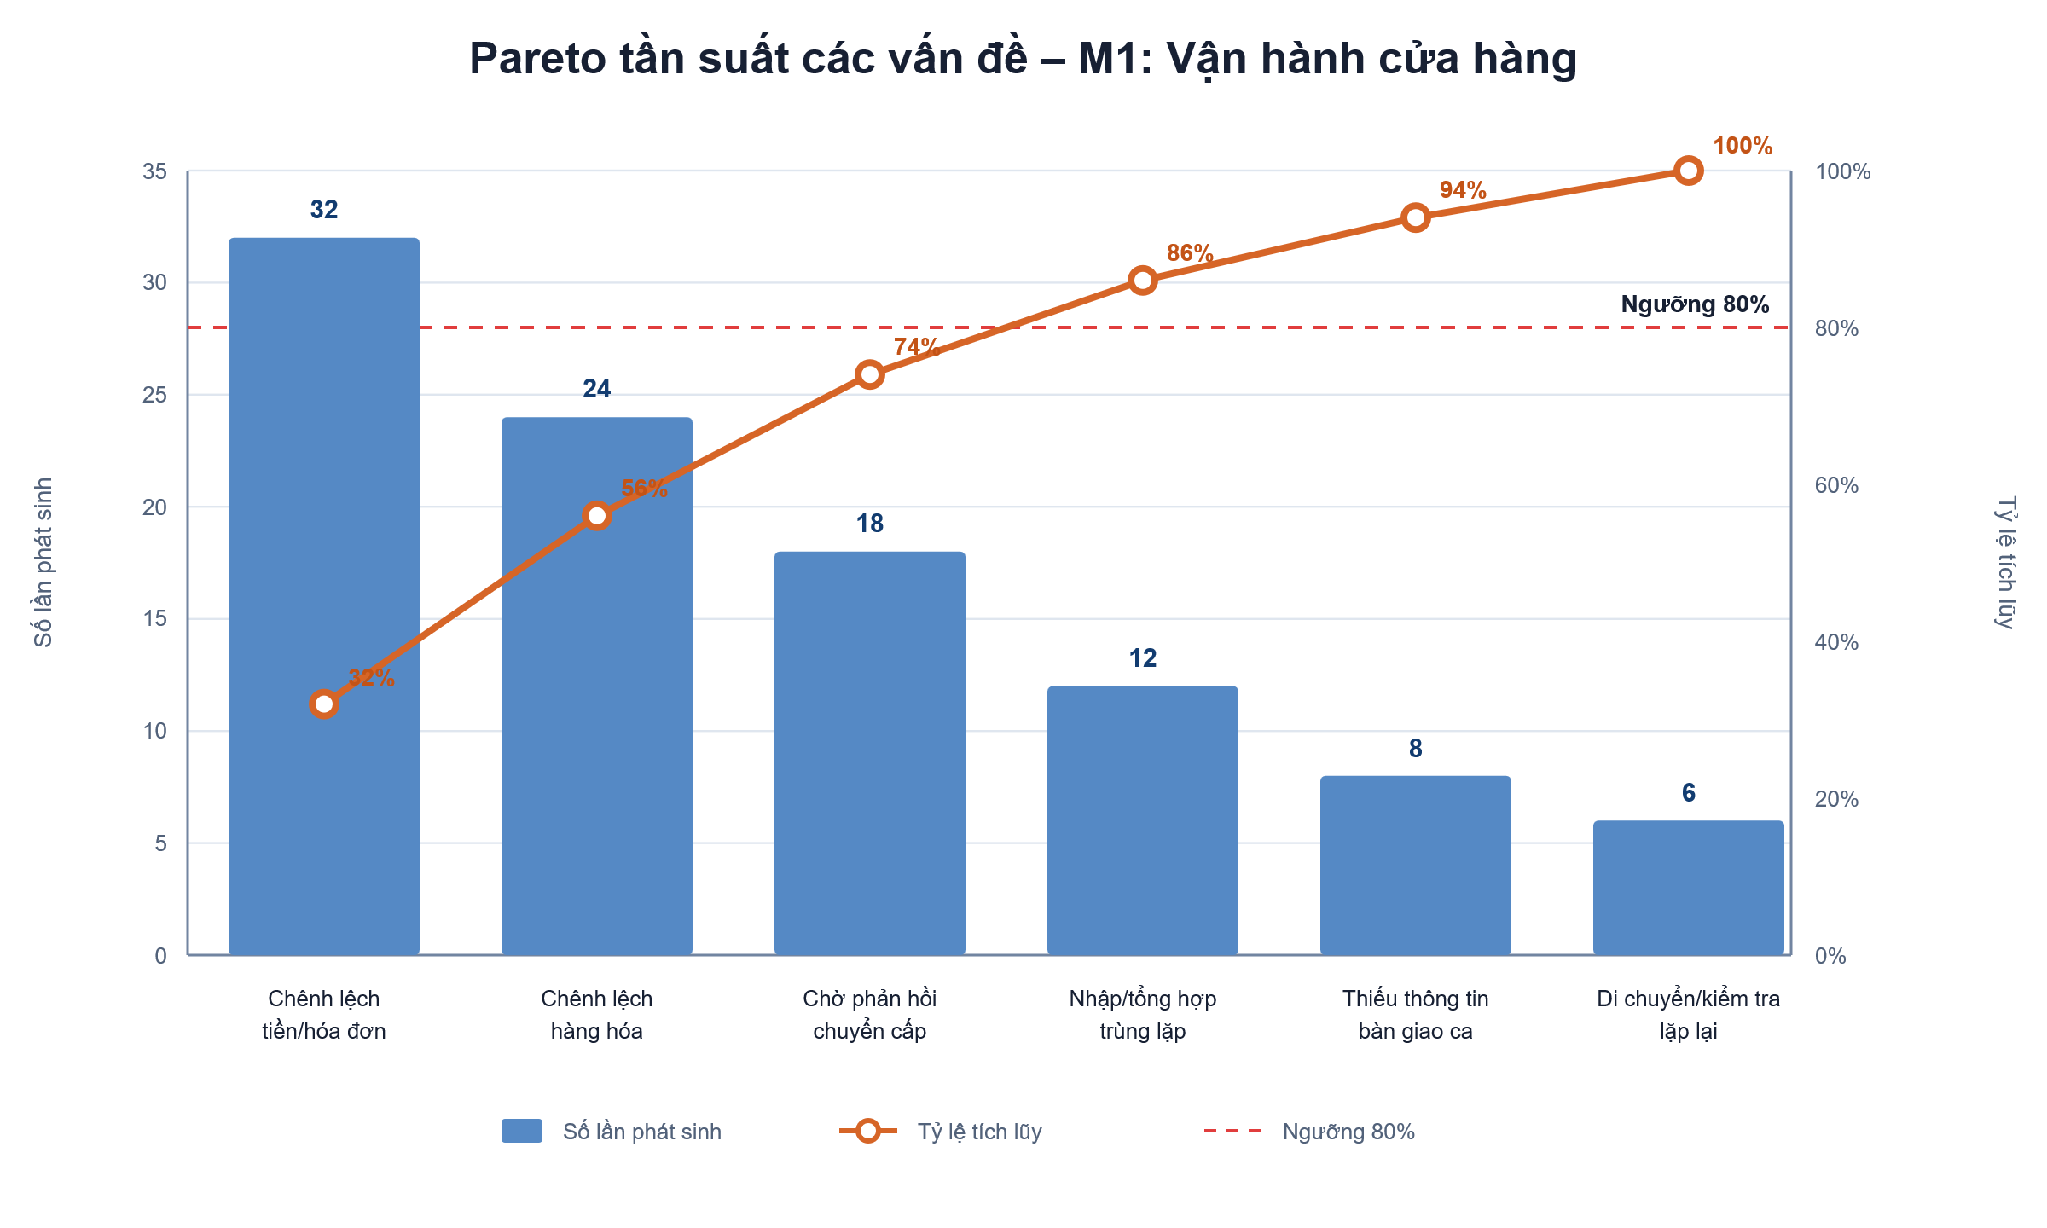 Pareto tần suất các vấn đề – M1: Vận hành cửa hàng
Số lần phát sinh
Tỷ lệ tích lũy
35
30
25
20
15
10
5
0
100%
80%
60%
40%
20%
0%
32
24
18
12
8
6
32%
56%
74%
86%
94%
100%
Ngưỡng 80%
Chênh lệch
tiền/hóa đơn
Chênh lệch
hàng hóa
Chờ phản hồi
chuyển cấp
Nhập/tổng hợp
trùng lặp
Thiếu thông tin
bàn giao ca
Di chuyển/kiểm tra
lặp lại
Số lần phát sinh
Tỷ lệ tích lũy
Ngưỡng 80%